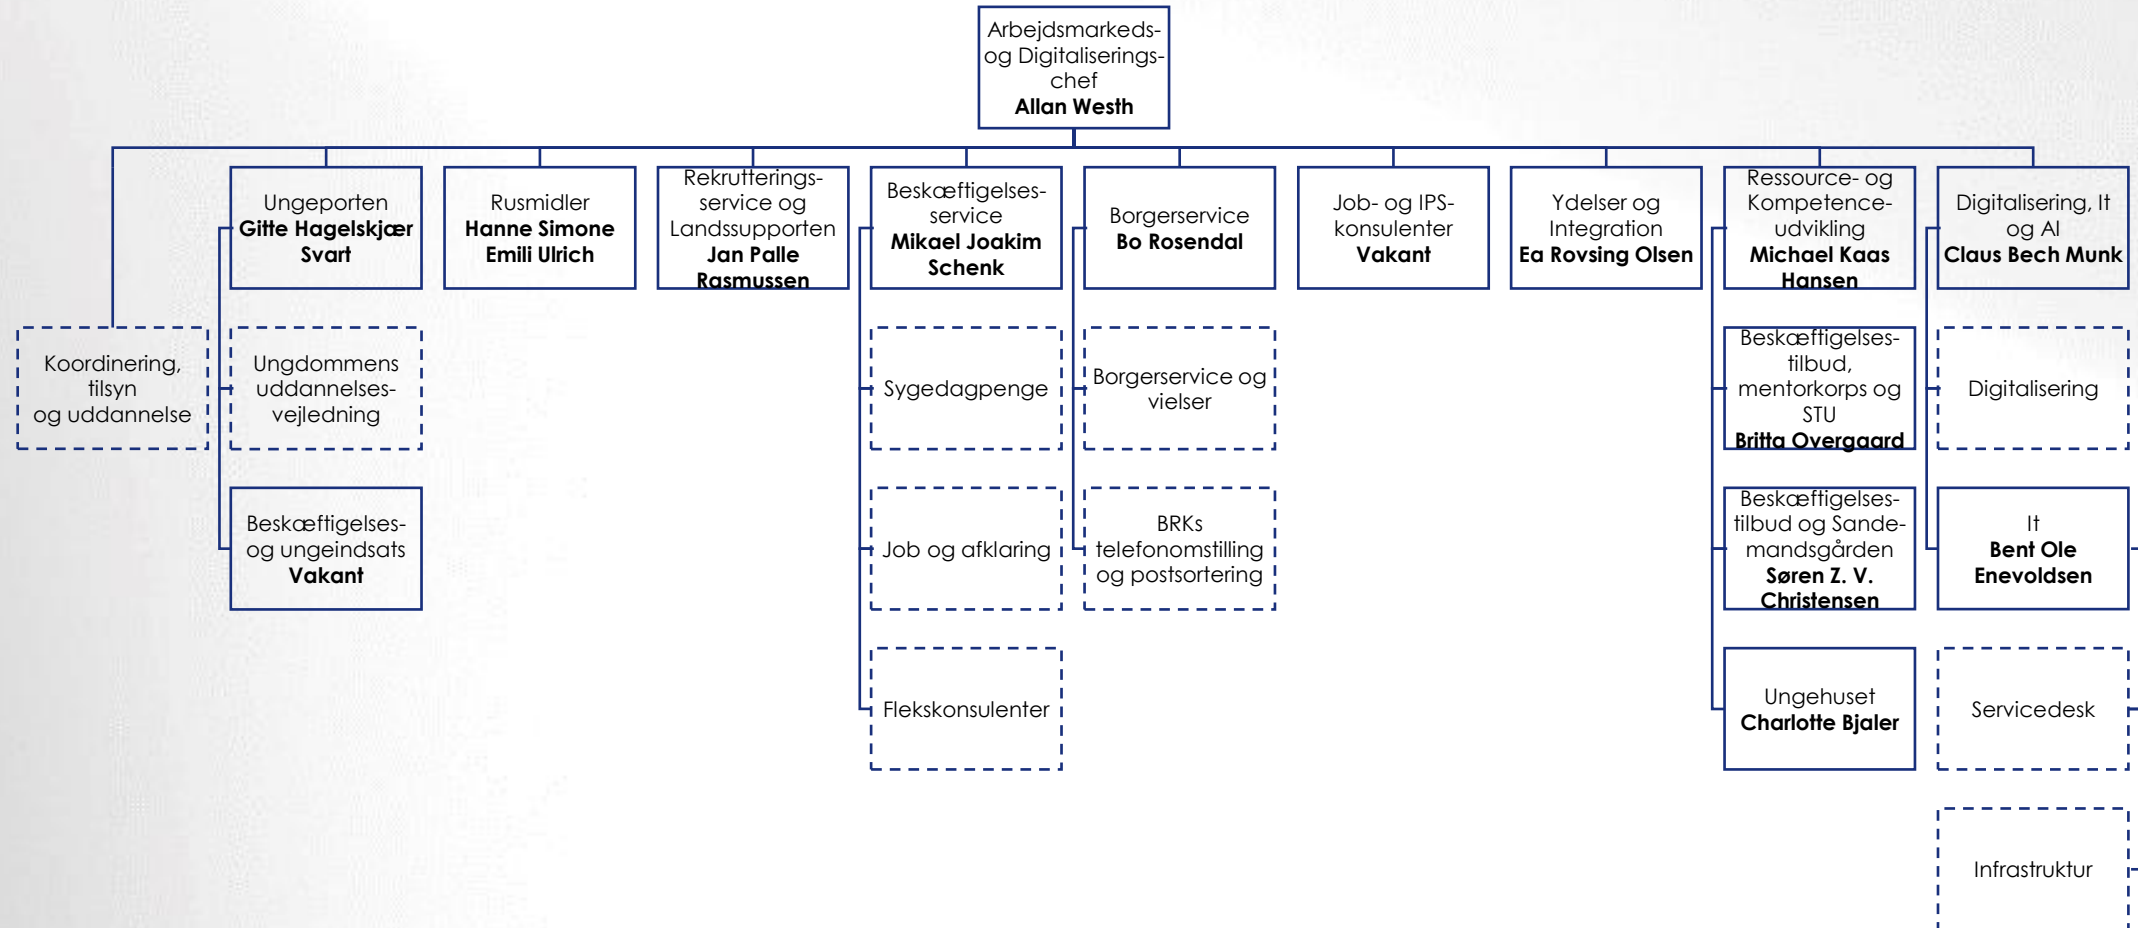 Arbejdsmarkeds-
og Digitaliserings-
chef
Allan Westh
Ungeporten
Gitte Hagelskjær
Svart
Rusmidler
Hanne Simone
Emili Ulrich
Rekrutterings-
service og
Landssupporten
Jan Palle
Rasmussen
Beskæftigelses-
service
Mikael Joakim
Schenk
Borgerservice
Bo Rosendal
Job- og IPS-
konsulenter
Vakant
Ydelser og
Integration
Ea Rovsing Olsen
Ressource- og
Kompetence-
udvikling
Michael Kaas
Hansen
Digitalisering, It
og AI
Claus Bech Munk
Koordinering,
tilsyn
og uddannelse
Ungdommens
uddannelses-
vejledning
Sygedagpenge
Borgerservice og
vielser
Beskæftigelses-
tilbud,
mentorkorps og
STU
Britta Overgaard
Digitalisering
Beskæftigelses-
og ungeindsats
Vakant
Job og afklaring
BRKs
telefonomstilling
og postsortering
Beskæftigelses-
tilbud og Sande-
mandsgården
Søren Z. V.
Christensen
It
Bent Ole
Enevoldsen
Flekskonsulenter
Ungehuset
Charlotte Bjaler
Servicedesk
Infrastruktur